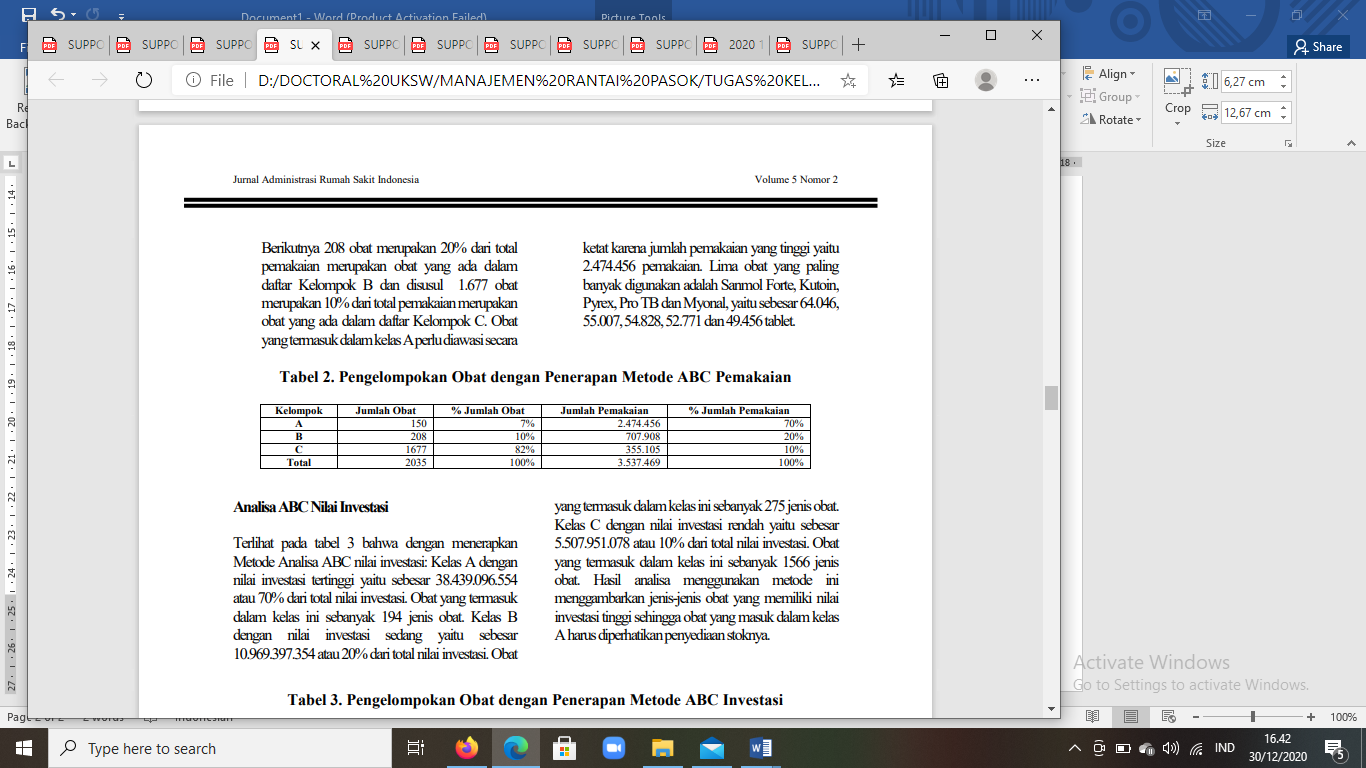 Document1 - Word (Product Activation Failed)
Picture Tools
Share
SUPPO
SUPPO
SUPPO
SU
SUPPO
SUPPO
SUPPO
SUPPO
SUPPO
2020 1
SUPPO
File
D:/DOCTORAL%20UKSW/MANAJEMEN%20RANTAI%20PASOK/TUGAS%20KEL...
Align
Group
Rotate
Crop
6,27 cm
12,67 cm
Size
Jurnal Administrasi Rumah Sakit Indonesia
Volume 5 Nomor 2
Berikutnya 208 obat merupakan 20% dari total
pemakaian merupakan obat yang ada dalam
daftar Kelompok B dan disusul 1.677 obat
merupakan 10% dari total pemakaian merupakan
obat yang ada dalam daftar Kelompok C. Obat
yang termasuk dalam kelas A perlu diawasi secara
ketat karena jumlah pemakaian yang tinggi yaitu
2.474.456 pemakaian. Lima obat yang paling
banyak digunakan adalah Sanmol Forte, Kutoin,
Pyrex, Pro TB dan Myonal, yaitu sebesar 64.046,
55.007, 54.828, 52.771 dan 49.456 tablet.
Tabel 2. Pengelompokan Obat dengan Penerapan Metode ABC Pemakaian
Kelompok Jumlah Obat % Jumlah Obat Jumlah Pemakaian % Jumlah Pemakaian
A 150 7% 2.474.456 70%
B 208 10% 707.908 20%
C 1677 82% 355.105 10%
Total 2035 100% 3.537.469 100%
Analisa ABC Nilai Investasi
Terlihat pada tabel 3 bahwa dengan menerapkan
Metode Analisa ABC nilai investasi: Kelas A dengan
nilai investasi tertinggi yaitu sebesar 38.439.096.554
atau 70% dari total nilai investasi. Obat yang termasuk
dalam kelas ini sebanyak 194 jenis obat. Kelas B
dengan nilai investasi sedang yaitu sebesar
10.969.397.354 atau 20% dari total nilai investasi. Obat
yang termasuk dalam kelas ini sebanyak 275 jenis obat.
Kelas C dengan nilai investasi rendah yaitu sebesar
5.507.951.078 atau 10% dari total nilai investasi. Obat
yang termasuk dalam kelas ini sebanyak 1566 jenis
obat. Hasil analisa menggunakan metode ini
menggambarkan jenis-jenis obat yang memiliki nilai
investasi tinggi sehingga obat yang masuk dalam kelas
A harus diperhatikan penyediaan stoknya.
Tabel 3. Pengelompokan Obat dengan Penerapan Metode ABC Investasi
Activate Windows
Go to Settings to activate Windows.
100%
Type here to search
IND
16.42
30/12/2020
5